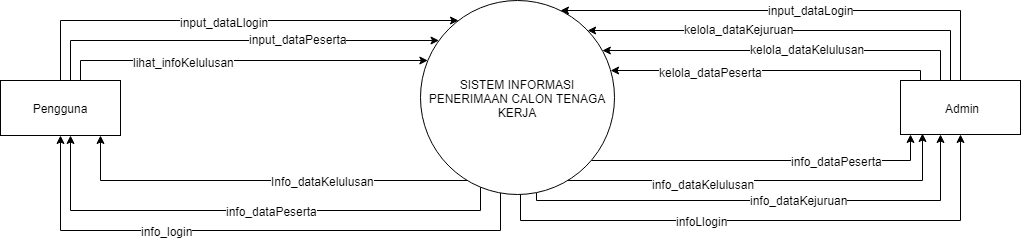 input_dataLlogin
input_dataPeserta
lihat_infoKelulusan
Pengguna
Info_dataKelulusan
info_dataPeserta
info_login
SISTEM INFORMASI
PENERIMAAN CALON TENAGA
KERJA
input_dataLogin
kelola_dataKejuruan
kelola_dataKelulusan
kelola_dataPeserta
Admin
info_dataPeserta
info_dataKelulusan
info_dataKejuruan
infoLlogin